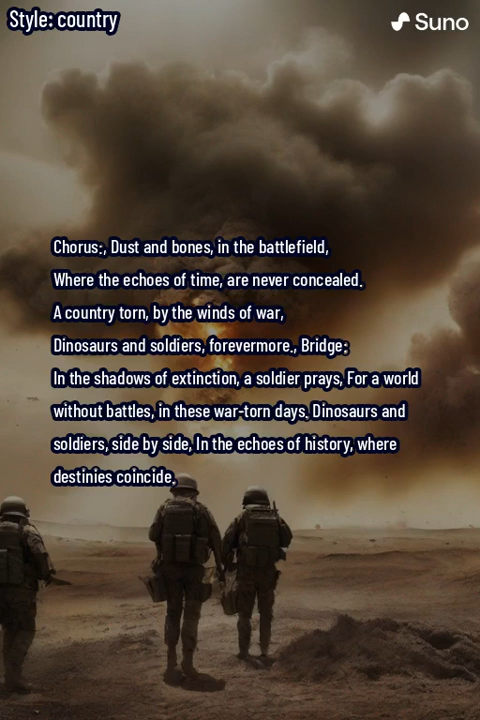 Style: country
Suno
Chorus:, Dust and bones, in the battlefield,
Where the echoes of time, are never concealed.
A country torn, by the winds of war,
Dinosaurs and soldiers, forevermore., Bridge:
In the shadows of extinction, a soldier prays, For a world
without battles, in these war-torn days. Dinosaurs and
soldiers, side by side, In the echoes of history, where
destinies coincide.